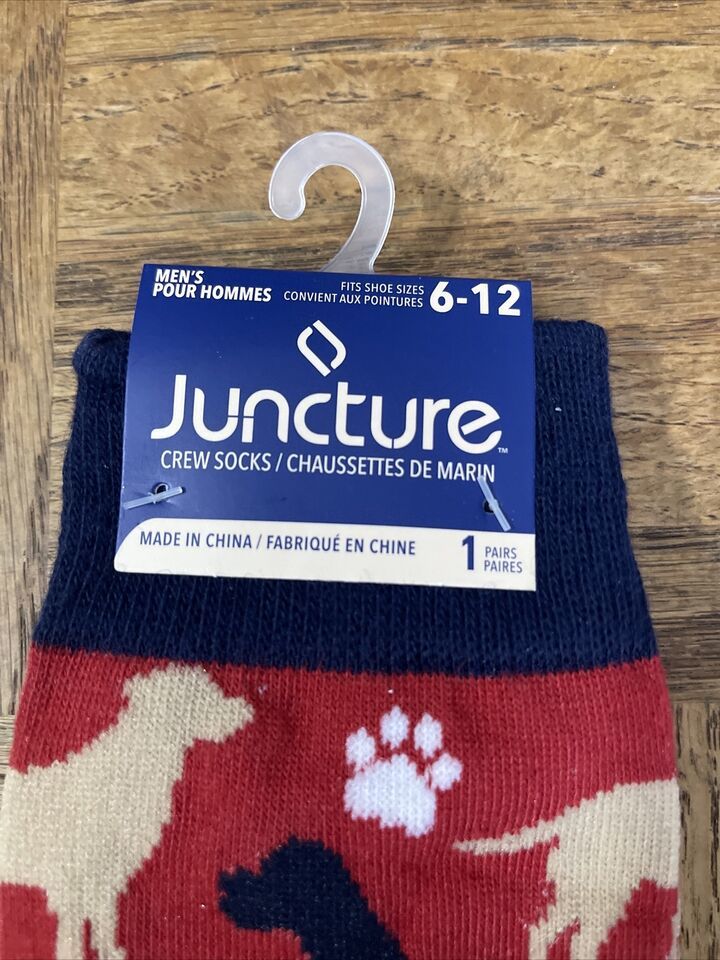 MEN'S
POUR HOMMES
FITS SHOE SIZES
CONVIENT AUX POINTURES
6-12
Juncture™
CREW SOCKS / CHAUSSETTES DE MARIN
MADE IN CHINA / FABRIQUÉ EN CHINE
1 PAIRS
PAIRES